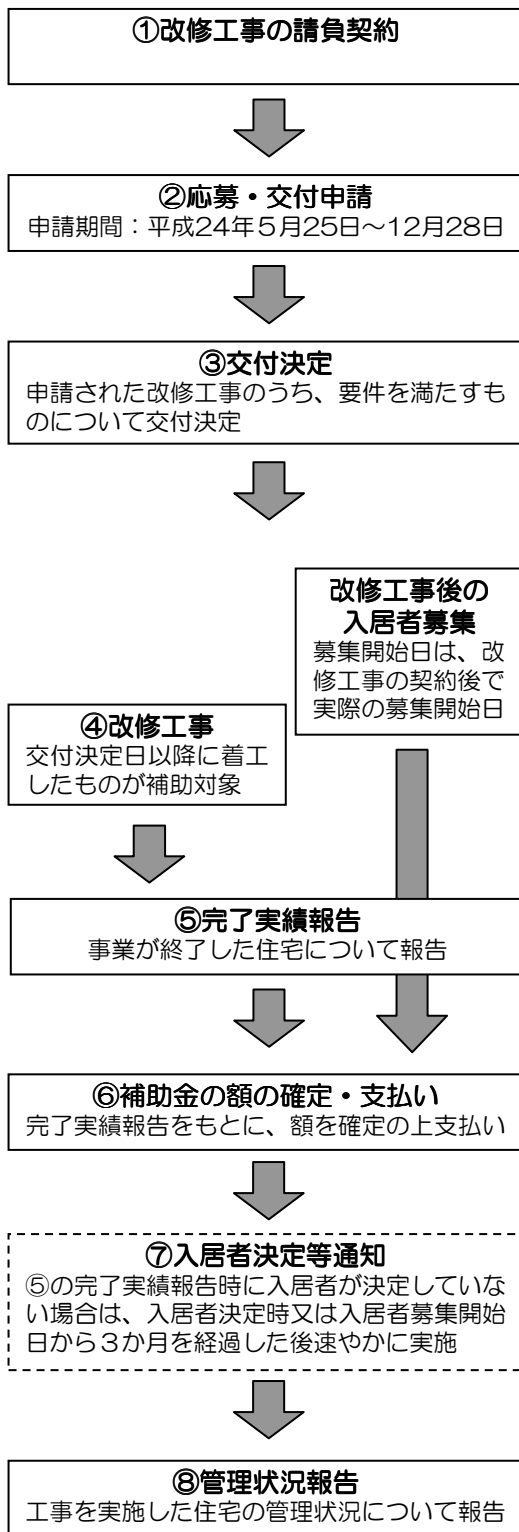 ①改修工事の請負契約
②応募・交付申請
申請期間：平成24年５月25日～12月28日
③交付決定
申請された改修工事のうち、要件を満たすも
のについて交付決定
改修工事後の
入居者募集
募集開始日は、改
修工事の契約後で
実際の募集開始日
④改修工事
交付決定日以降に着工
したものが補助対象
⑤完了実績報告
事業が終了した住宅について報告
⑥補助金の額の確定・支払い
完了実績報告をもとに、額を確定の上支払い
⑦入居者決定等通知
⑤の完了実績報告時に入居者が決定していな
い場合は、入居者決定時又は入居者募集開始
日から３か月を経過した後速やかに実施
⑧管理状況報告
工事を実施した住宅の管理状況について報告